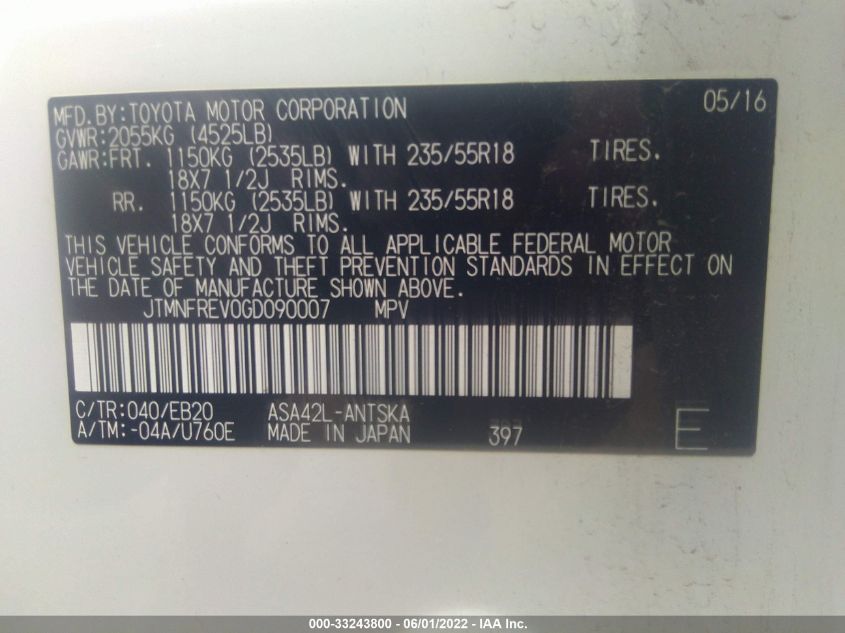 MFD.BY:TOYOTA MOTOR CORPORATION 05/16
GVWR:2055KG (4525LB)
GAWR:FRT. 1150KG (2535LB) WITH 235/55R18 TIRES.
18X7 1/2J RIMS.
RR. 1150KG (2535LB) WITH 235/55R18 TIRES.
18X7 1/2J RIMS.
THIS VEHICLE CONFORMS TO ALL APPLICABLE FEDERAL MOTOR
VEHICLE SAFETY AND THEFT PREVENTION STANDARDS IN EFFECT ON
THE DATE OF MANUFACTURE SHOWN ABOVE.
JTMNFREV0GD090007 MPV
C/TR:040/EB20 ASA42L-ANTSKA
A/TM:-04A/U760E MADE IN JAPAN 397 E
000-33243800 - 06/01/2022 - IAA Inc.